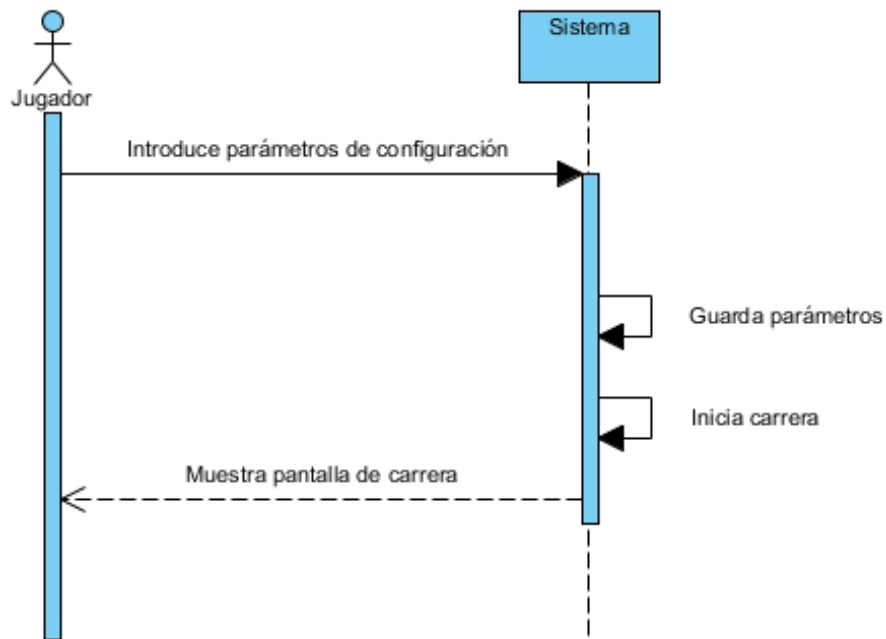 Sistema
Jugador
Introduce parámetros de configuración
Guarda parámetros
Inicia carrera
Muestra pantalla de carrera